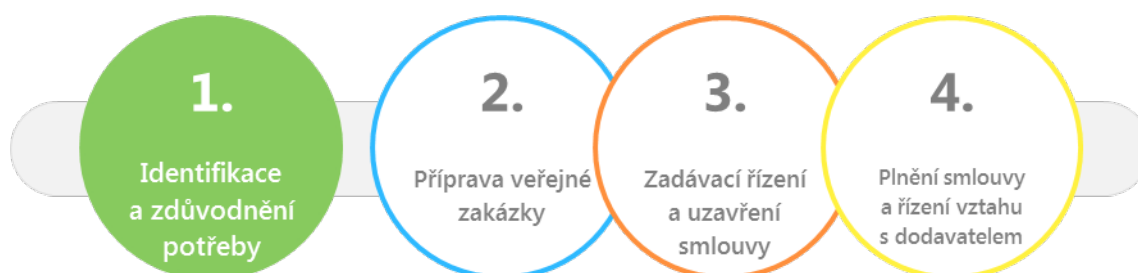 1.
Identifikace
a zdůvodnění
potřeby
2.
Příprava veřejné
zakázky
3.
Zadávací řízení
a uzavření
smlouvy
4.
Plnění smlouvy
a řízení vztahu
s dodavatelem